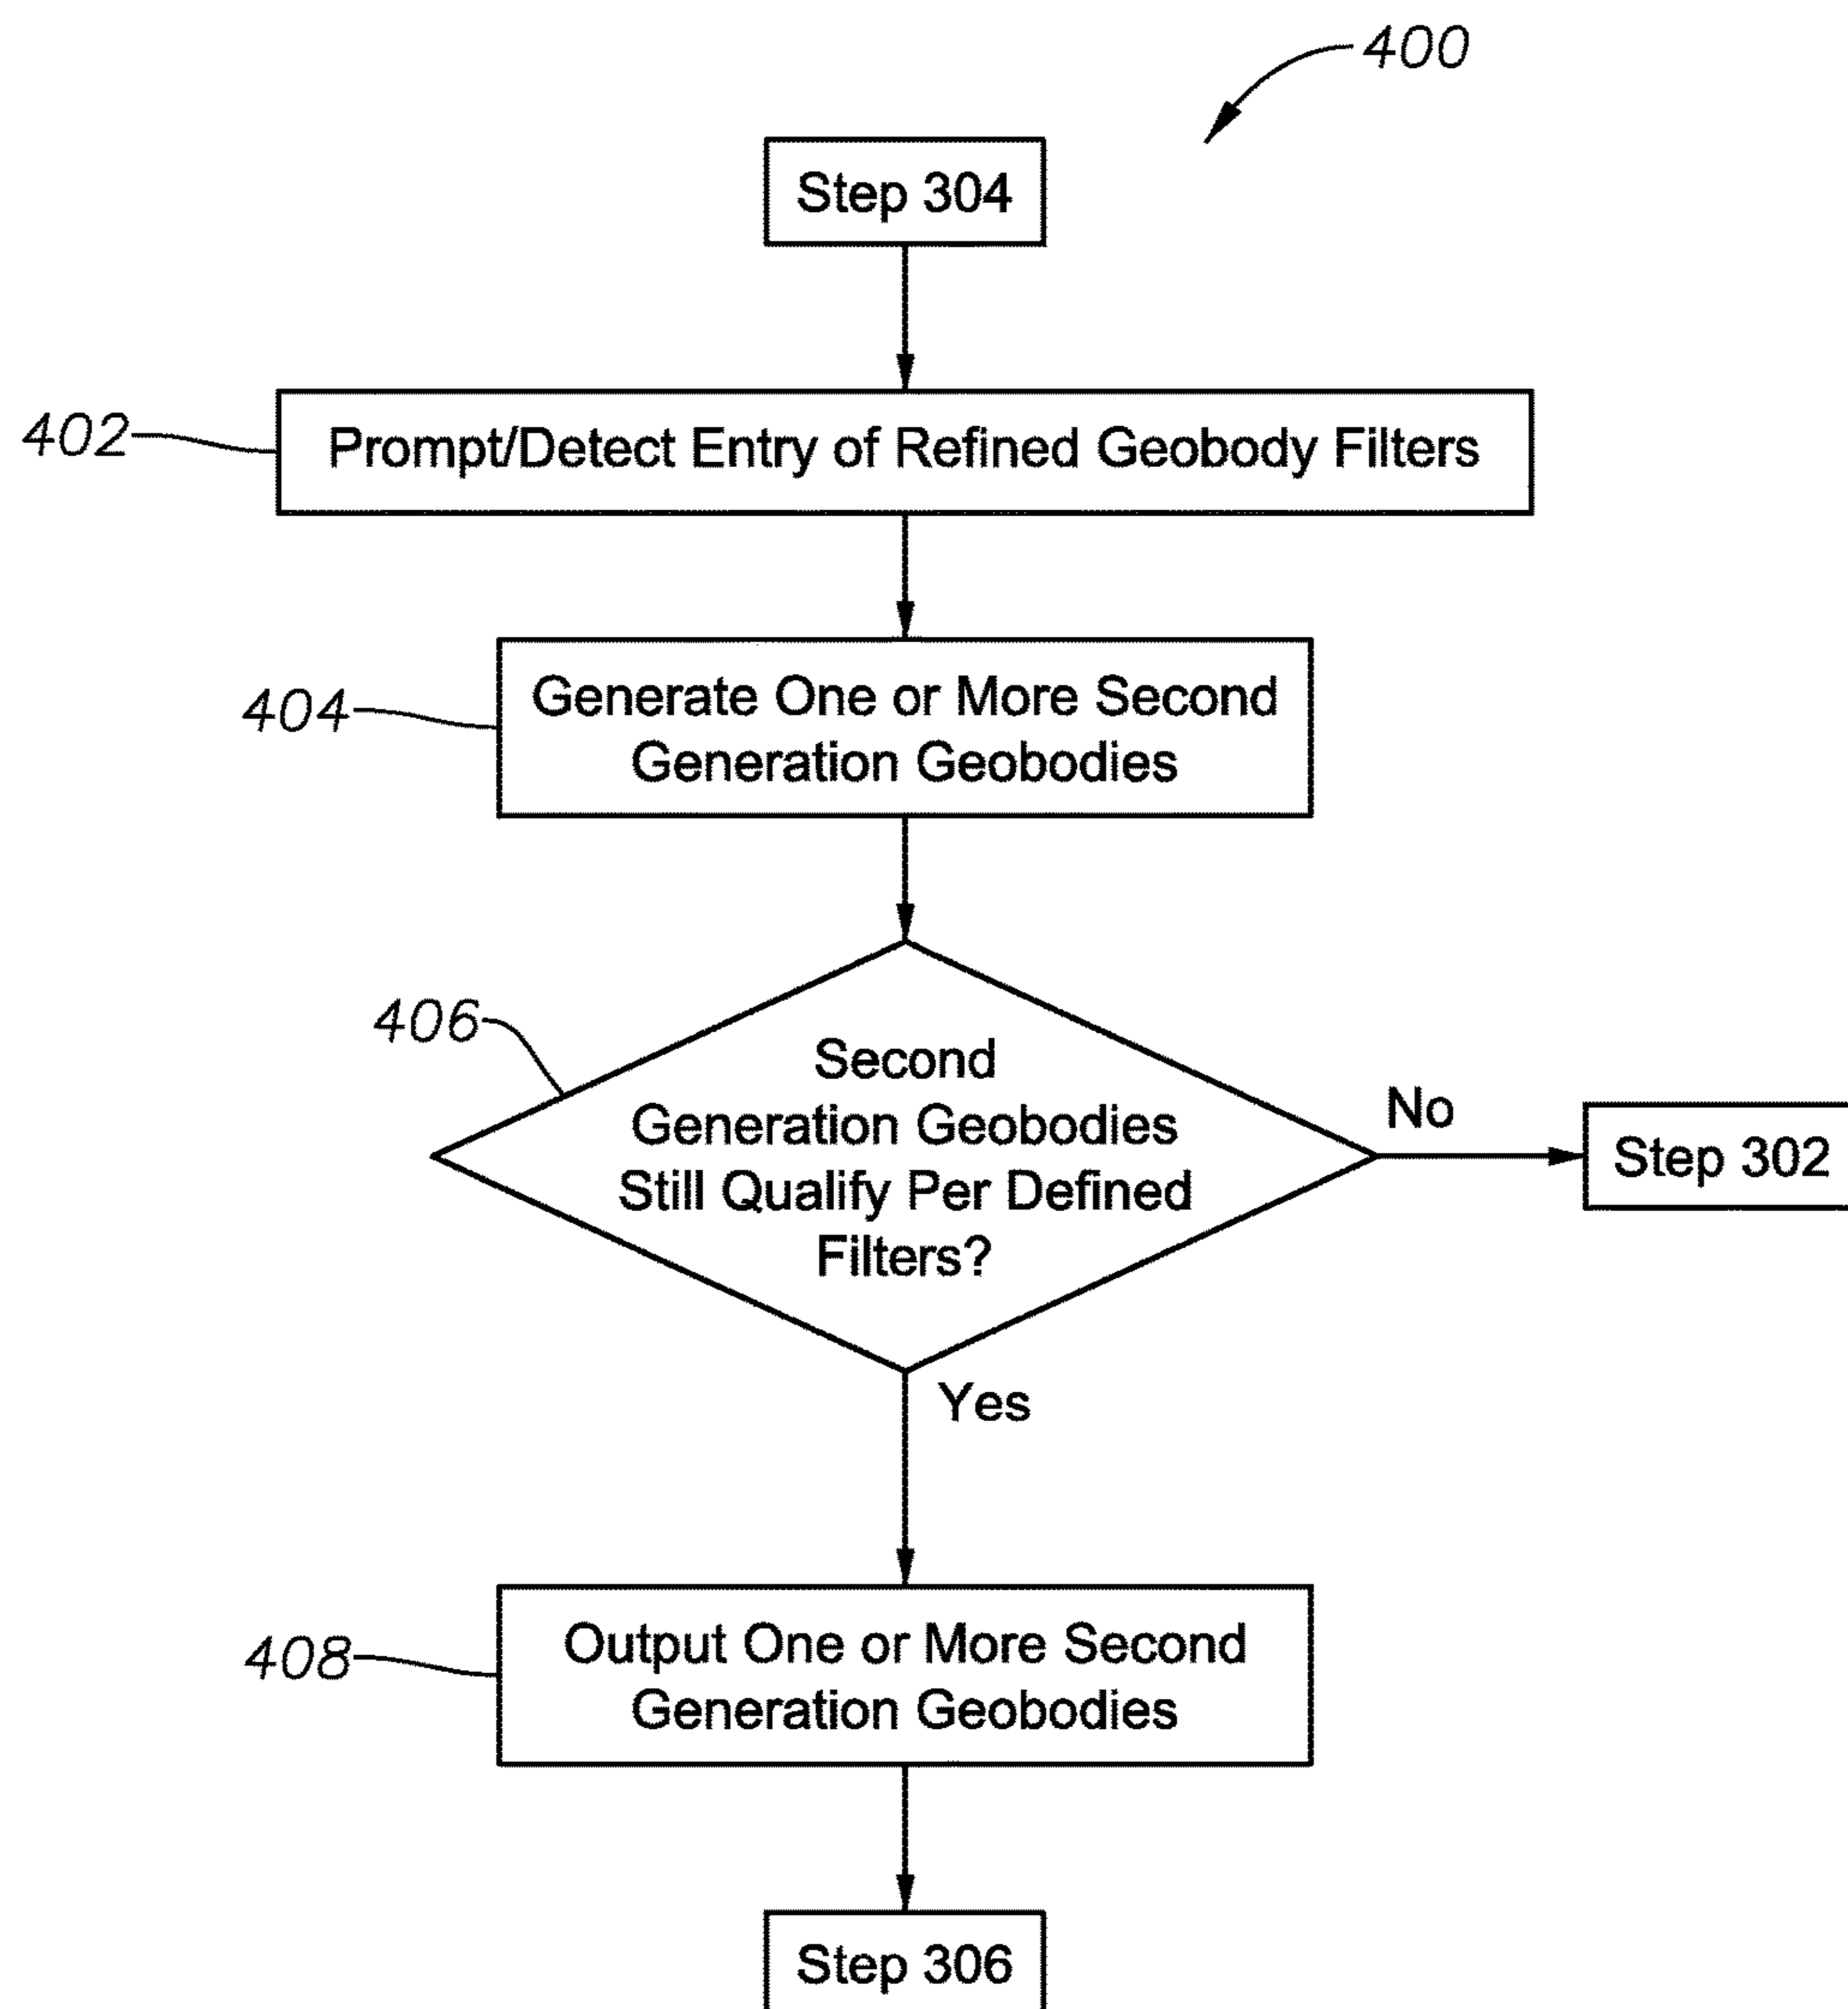 400
Step 304
402
Prompt/Detect Entry of Refined Geobody Filters
404
Generate One or More Second
Generation Geobodies
406
Second
Generation Geobodies
Still Qualify Per Defined
Filters?
No
Step 302
Yes
408
Output One or More Second
Generation Geobodies
Step 306